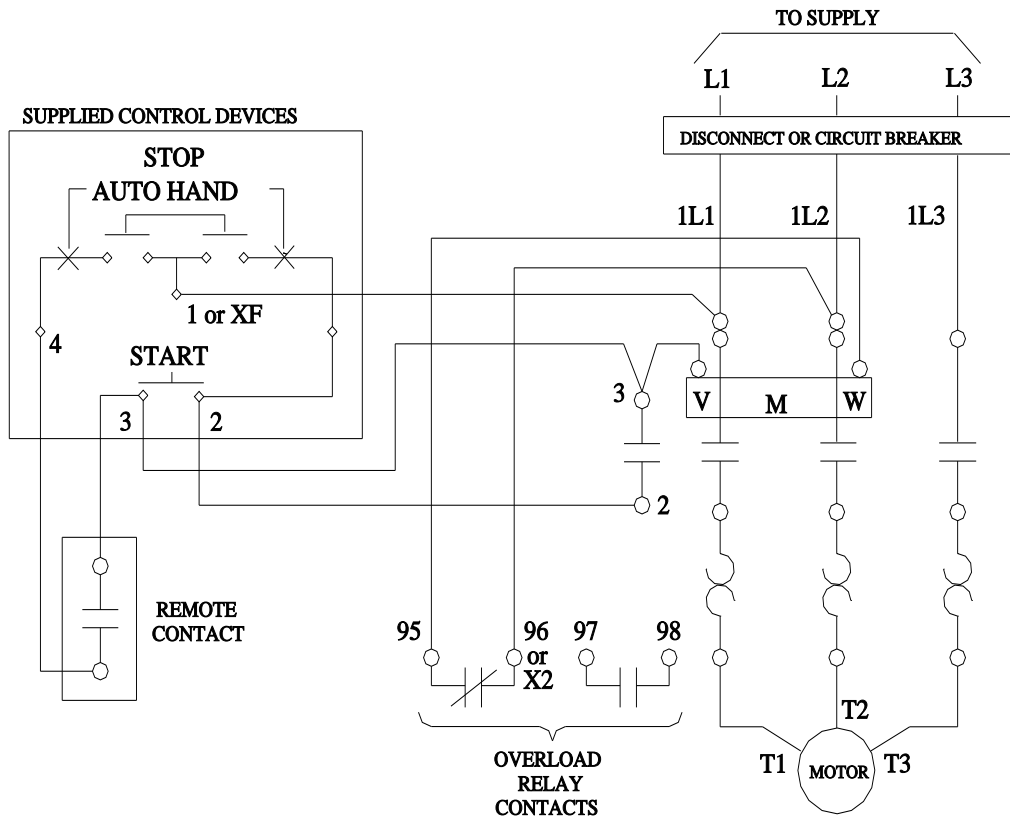 TO SUPPLY
L1 L2 L3
SUPPLIED CONTROL DEVICES
DISCONNECT OR CIRCUIT BREAKER
STOP
AUTO HAND
1L1 1L2 1L3
1 or XF
4
START
3 2
3
V M W
2
REMOTE
CONTACT
95 96 97 98
or
X2
T2
T1 MOTOR T3
OVERLOAD
RELAY
CONTACTS